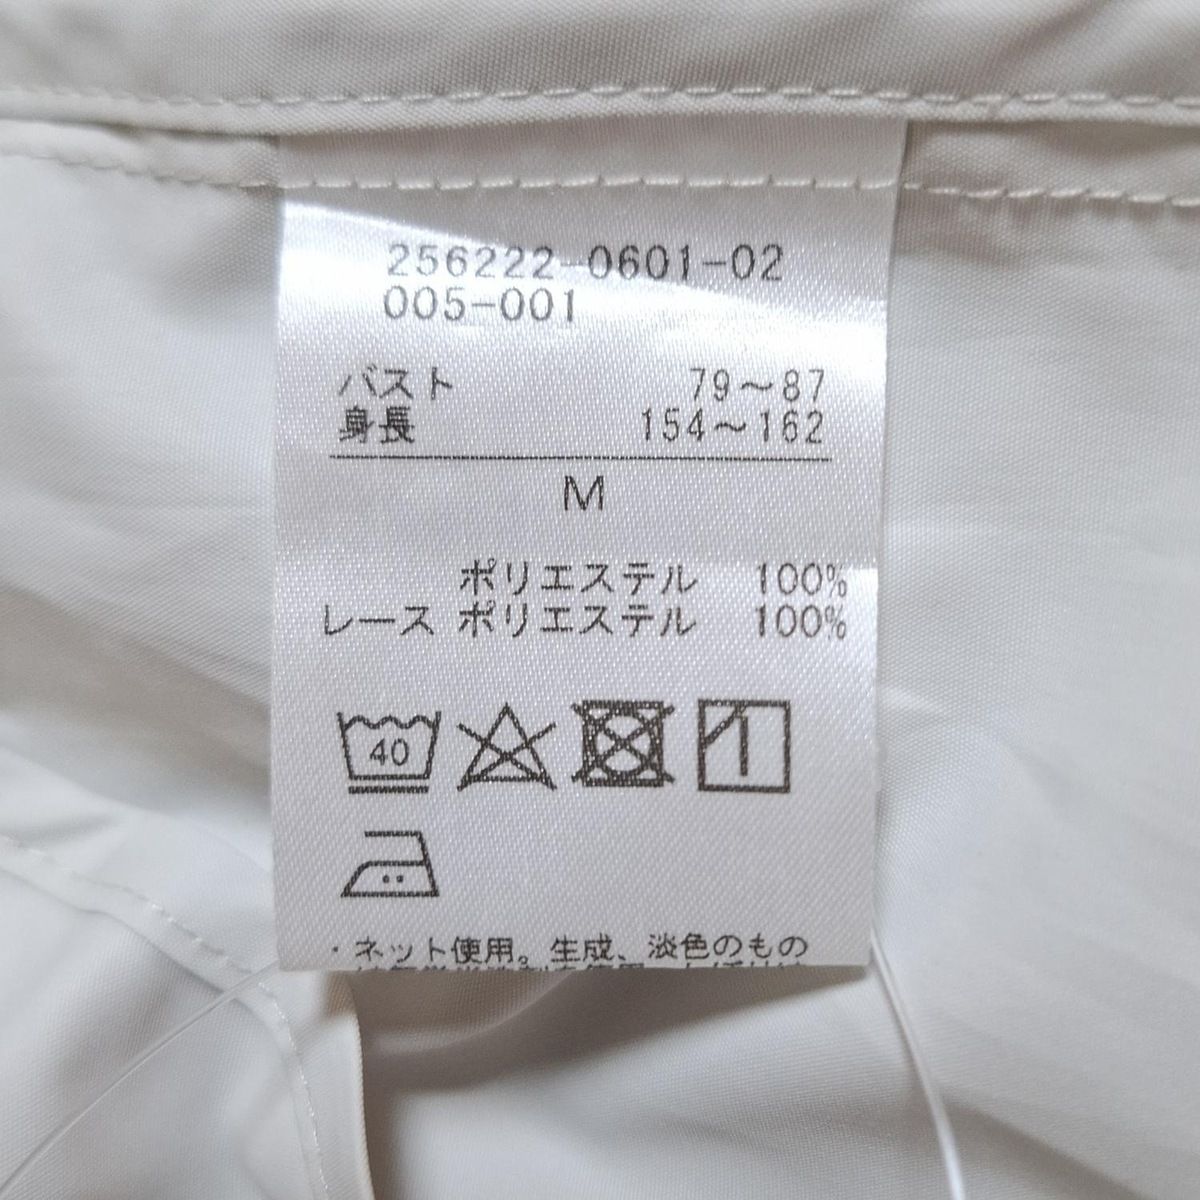 256222-0601-02
005-001
バスト 79～87
身長 154～162
M
ポリエステル 100%
レース ポリエステル 100%
40
・ネット使用。生成、淡色のもの